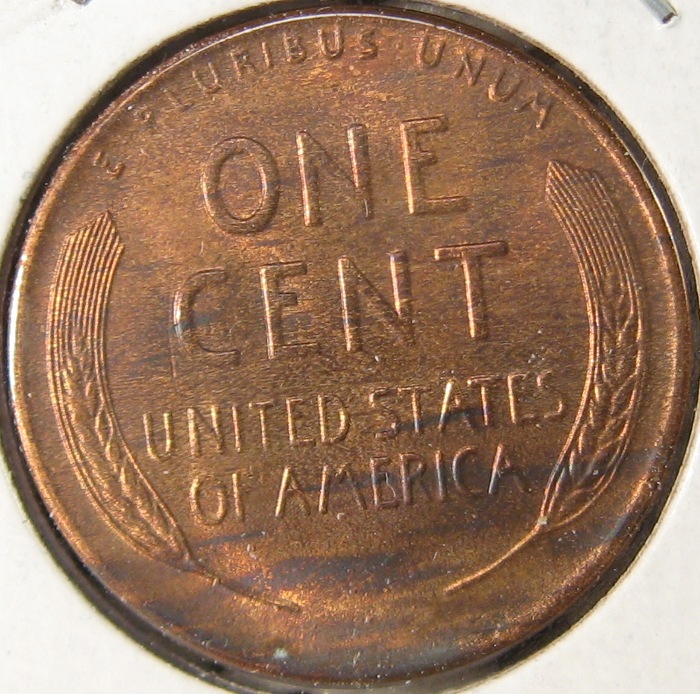 E PLURIBUS UNUM
ONE
CENT
UNITED STATES
OF AMERICA